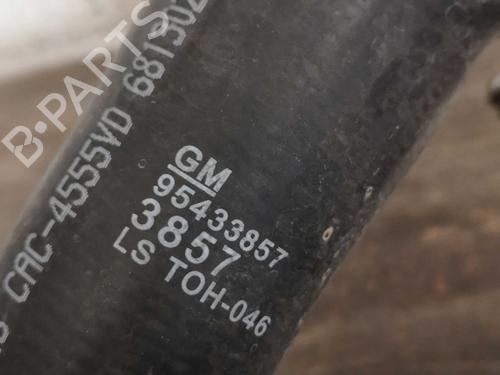 B-PARTS
CAC-4555VD 681302
GM
95433857
3857
LS TOH-046